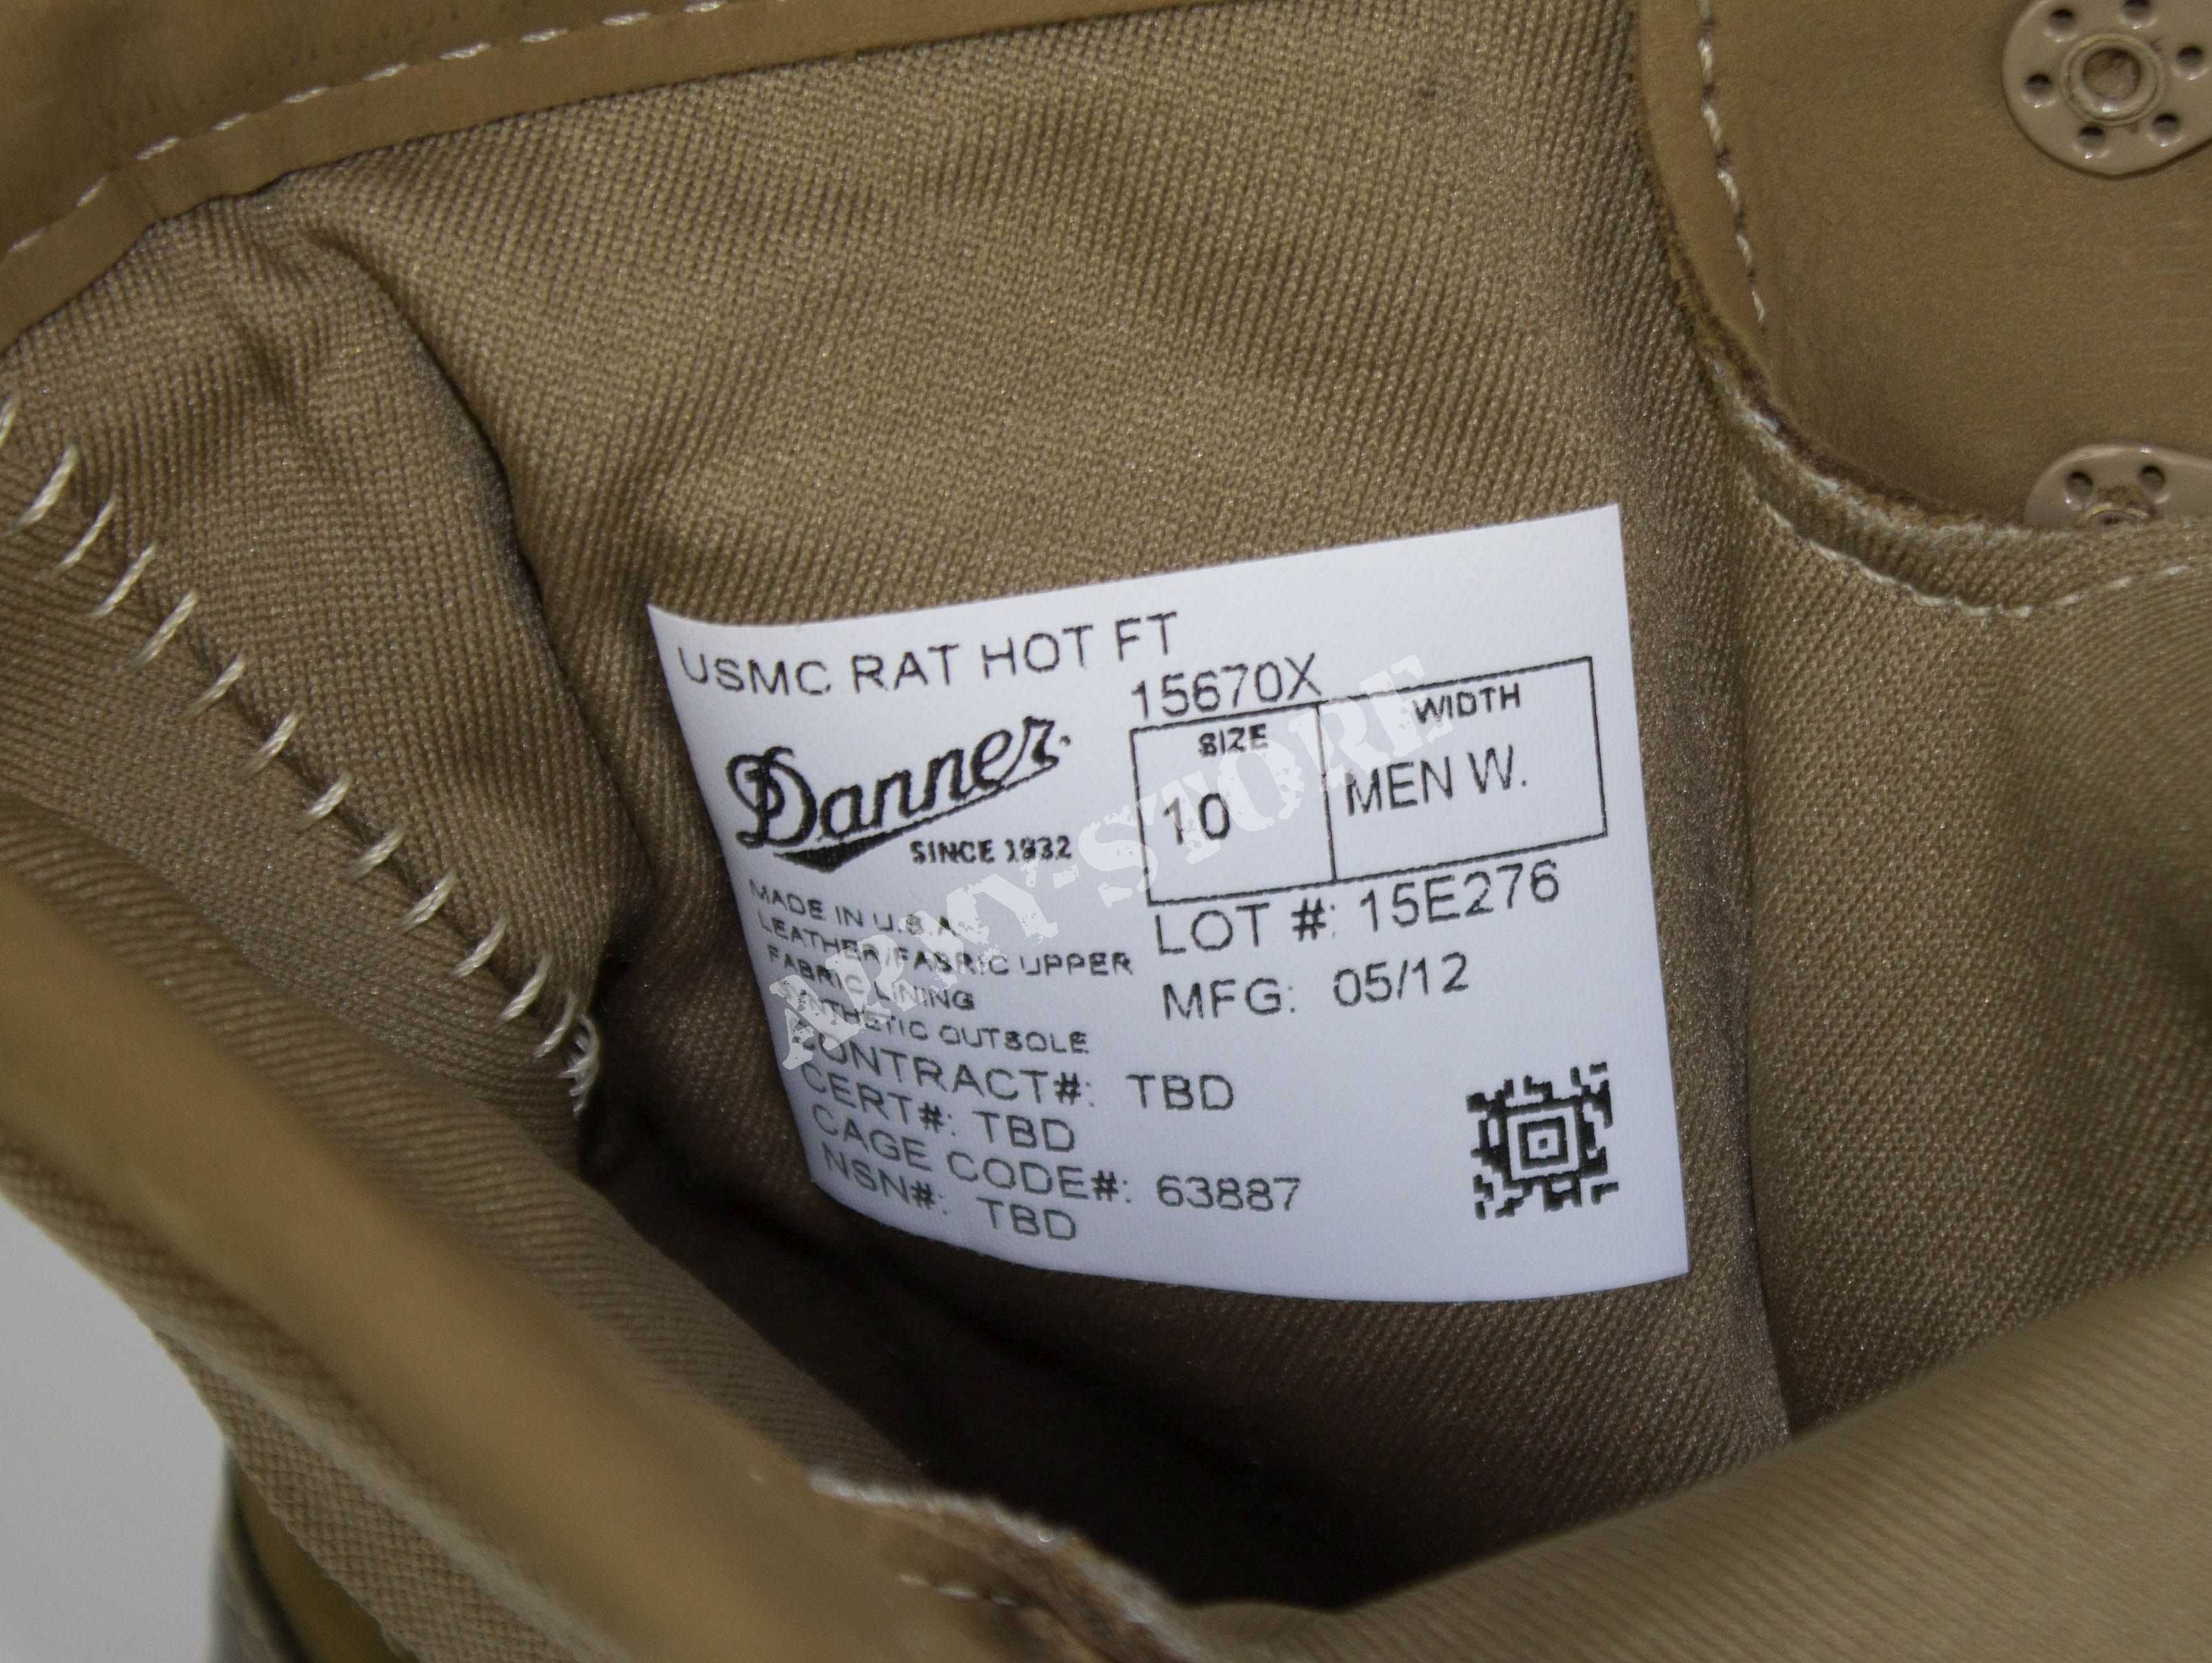 USMC RAT HOT FT
15670X
Danner
SINCE 1932
SIZE
10
WIDTH
MEN W.
MADE IN U.S.A.
LEATHER/FABRIC UPPER
FABRIC LINING
SYNTHETIC OUTSOLE
LOT #: 15E276
MFG: 05/12
CONTRACT#: TBD
CERT#: TBD
CAGE CODE#: 63887
NSN#: TBD
ARMY-STORE